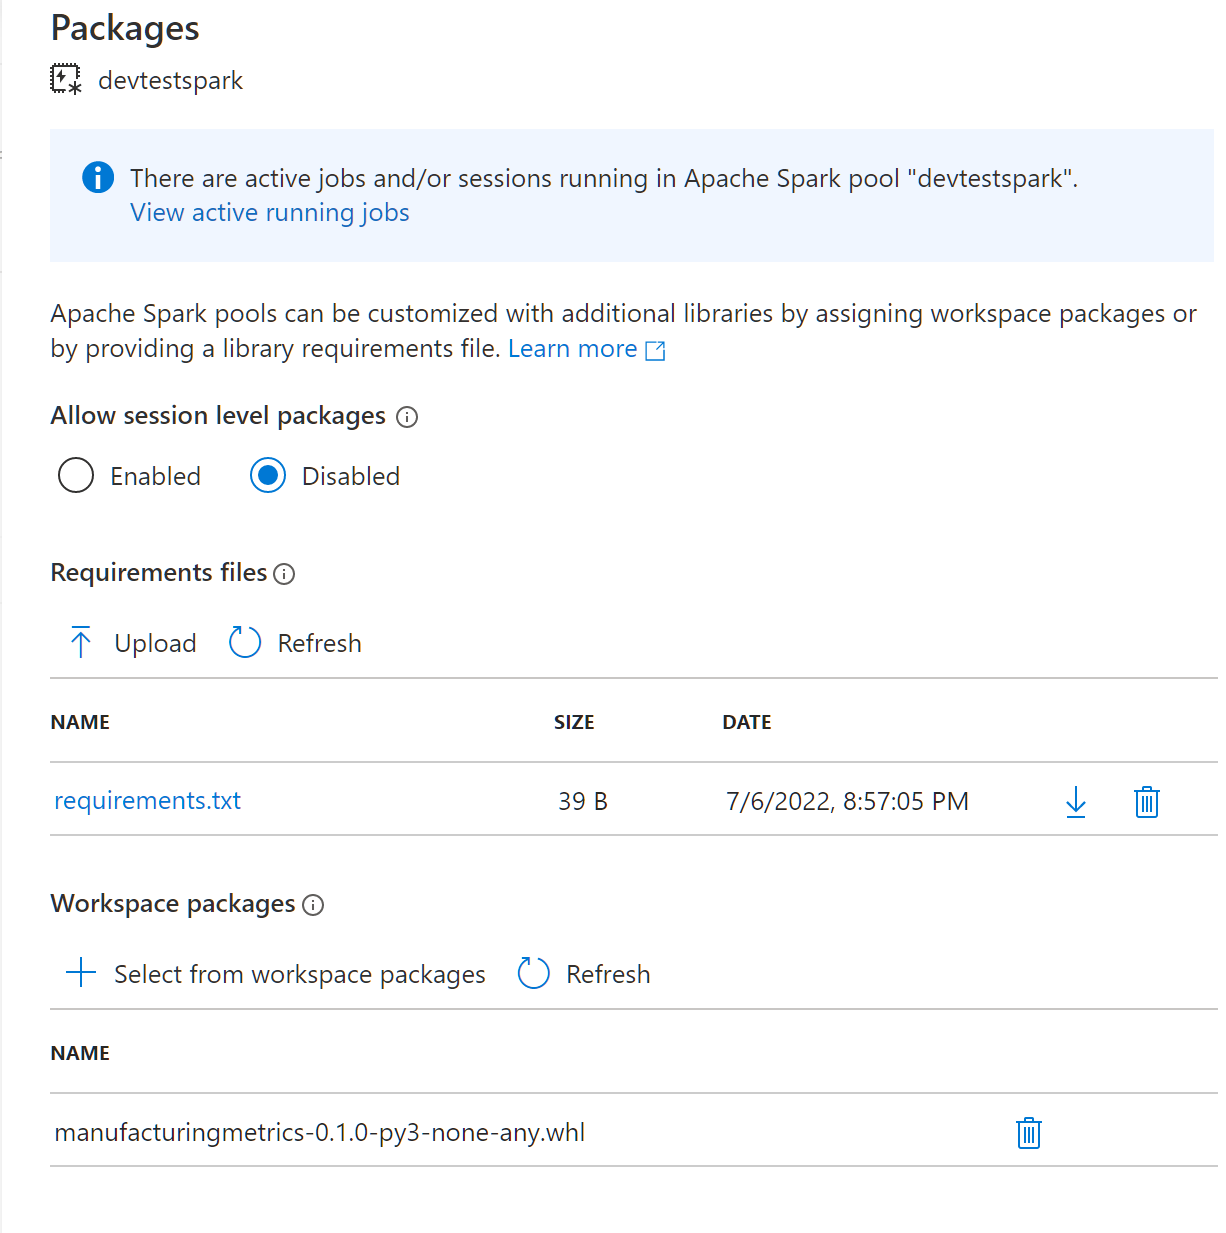 Packages
devtestspark
There are active jobs and/or sessions running in Apache Spark pool "devtestspark".
View active running jobs
Apache Spark pools can be customized with additional libraries by assigning workspace packages or
by providing a library requirements file. Learn more
Allow session level packages
Enabled Disabled
Requirements files
Upload Refresh
NAME SIZE DATE
requirements.txt 39 B 7/6/2022, 8:57:05 PM
Workspace packages
Select from workspace packages Refresh
NAME
manufacturingmetrics-0.1.0-py3-none-any.whl